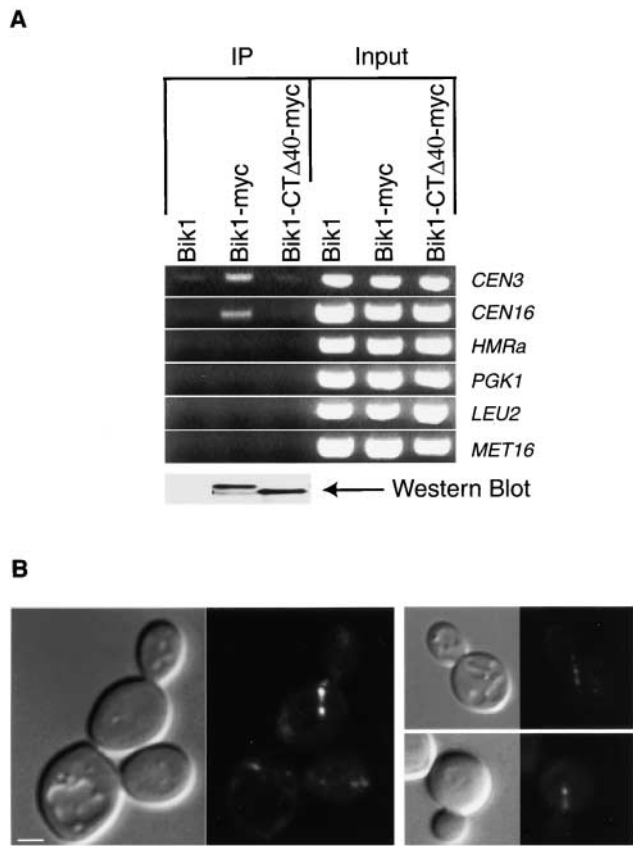 A
IP Input
Bik1
Bik1-myc
Bik1-CTΔ40-myc
Bik1
Bik1-myc
Bik1-CTΔ40-myc
CEN3
CEN16
HMRa
PGK1
LEU2
MET16
Western Blot
B